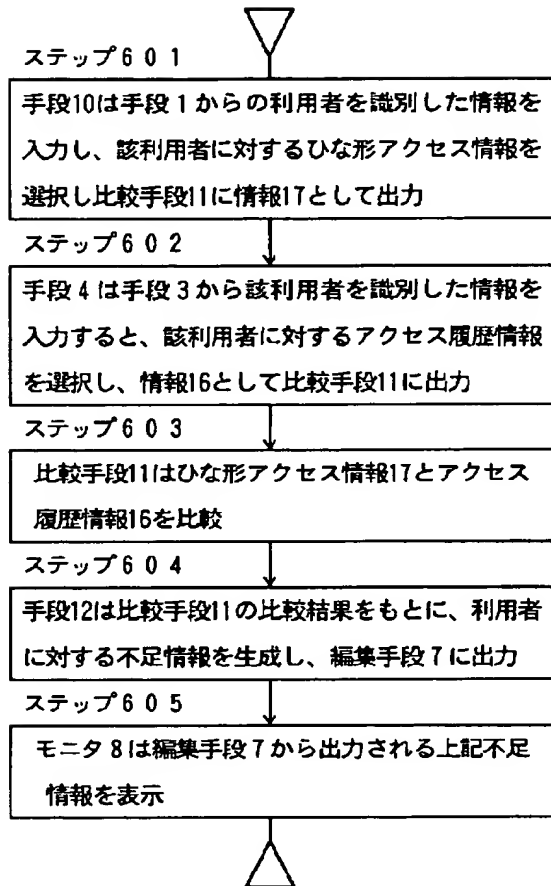 ステップ601
手段10は手段1からの利用者を識別した情報を
入力し、該利用者に対するひな形アクセス情報を
選択し比較手段11に情報17として出力
ステップ602
手段4は手段3から該利用者を識別した情報を
入力すると、該利用者に対するアクセス履歴情報
を選択し、情報16として比較手段11に出力
ステップ603
比較手段11はひな形アクセス情報17とアクセス
履歴情報16を比較
ステップ604
手段12は比較手段11の比較結果をもとに、利用者
に対する不足情報を生成し、編集手段7に出力
ステップ605
モニタ8は編集手段7から出力される上記不足
情報を表示